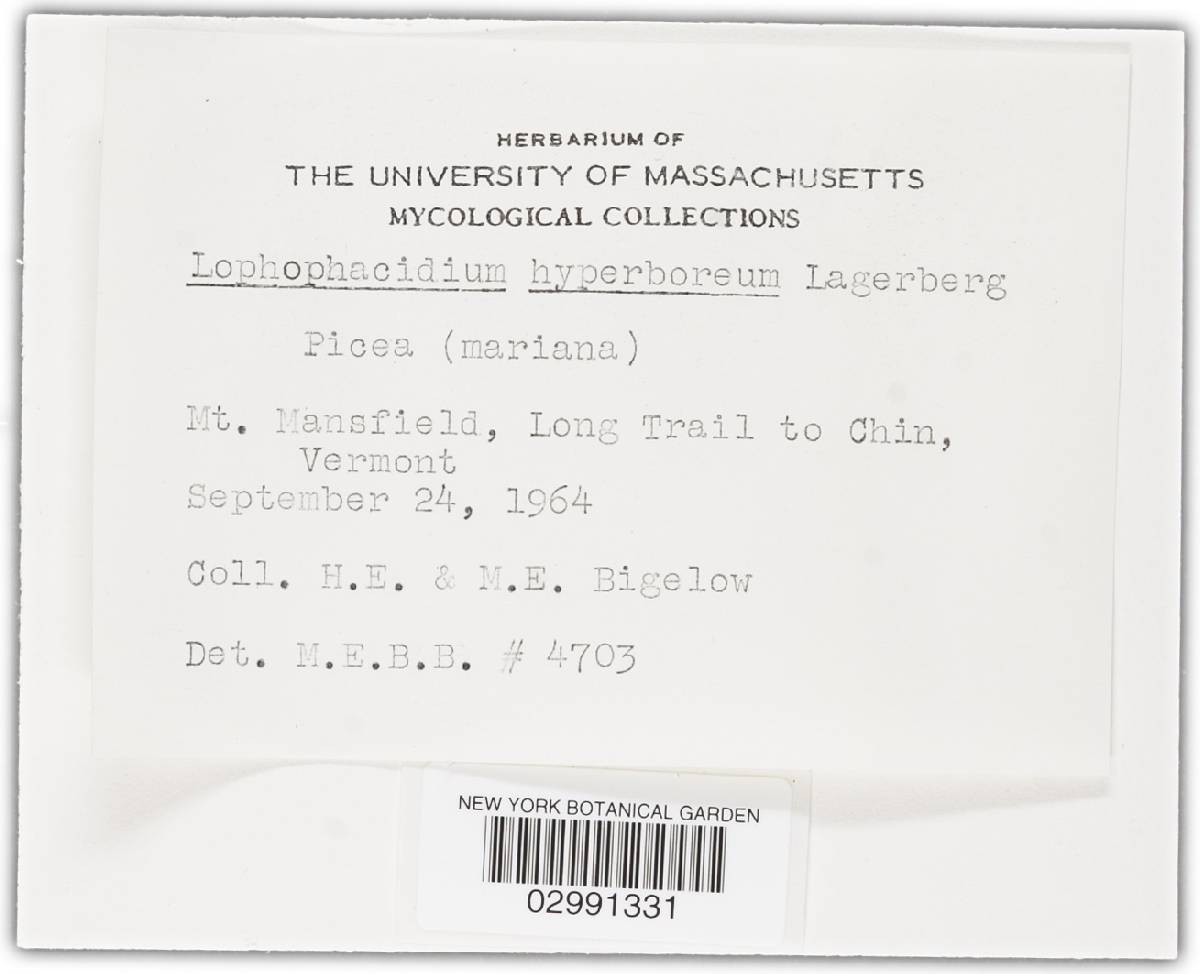 HERBARIUM OF
THE UNIVERSITY OF MASSACHUSETTS
MYCOLOGICAL COLLECTIONS
Lophophacidium hyperboreum Lagerberg
Picea (mariana)
Mt. Mansfield, Long Trail to Chin,
Vermont
September 24, 1964
Coll. H.E. & M.E. Bigelow
Det. M.E.B.B. # 4703
NEW YORK BOTANICAL GARDEN
02991331